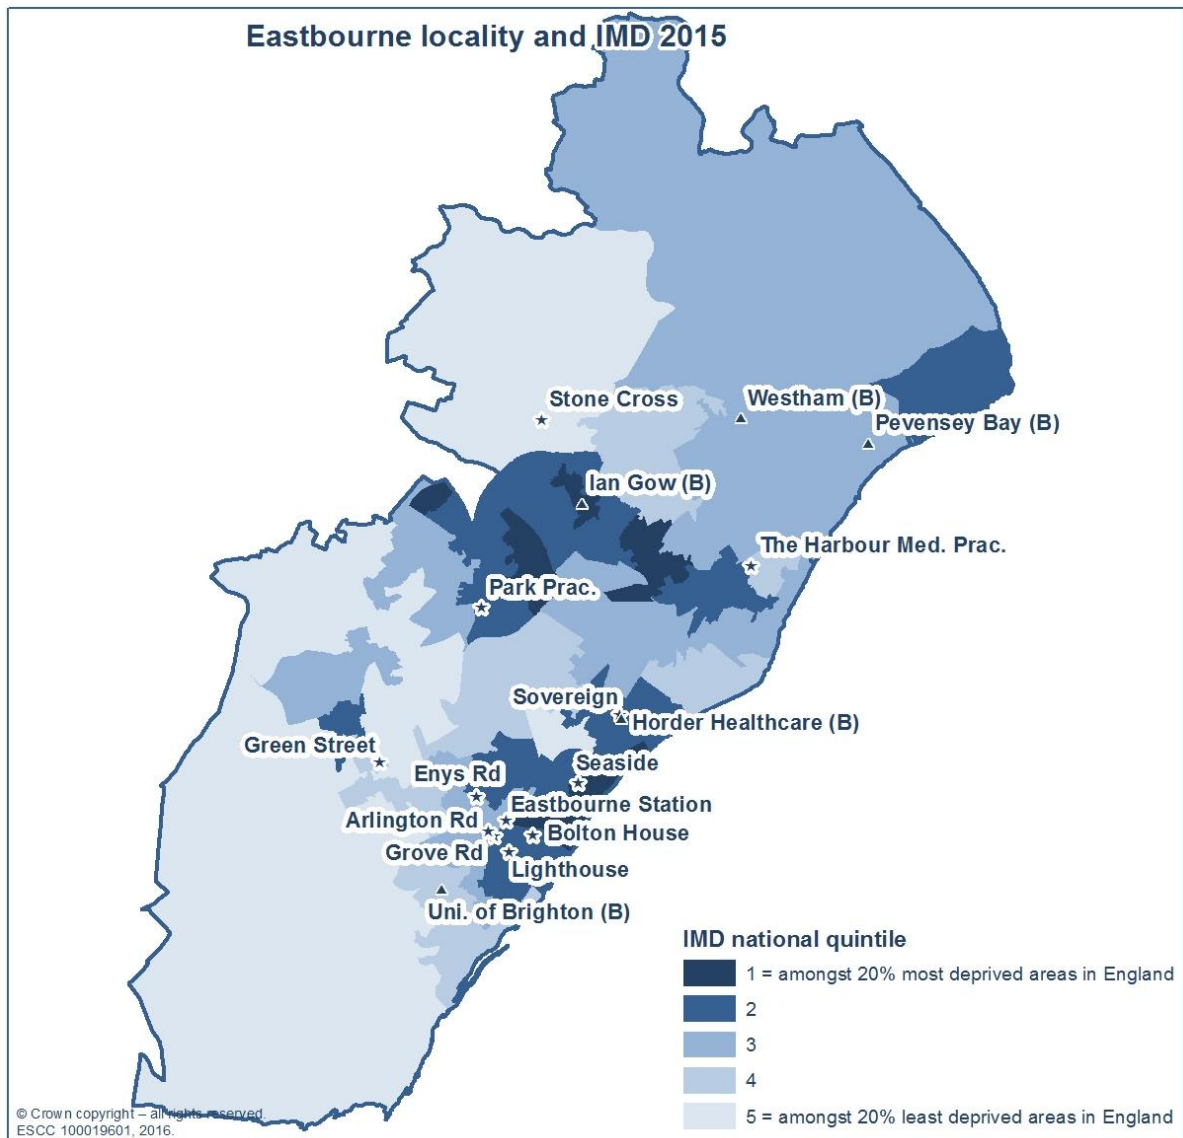 Eastbourne locality and IMD 2015
Stone Cross
Westham (B)
Pevensey Bay (B)
Ian Gow (B)
The Harbour Med. Prac.
Park Prac.
Sovereign
Horder Healthcare (B)
Green Street
Seaside
Enys Rd
Eastbourne Station
Arlington Rd
Bolton House
Grove Rd
Lighthouse
Uni. of Brighton (B)
IMD national quintile
1 = amongst 20% most deprived areas in England
2
3
4
5 = amongst 20% least deprived areas in England
© Crown copyright – all rights reserved.
ESCC 100019601, 2016.